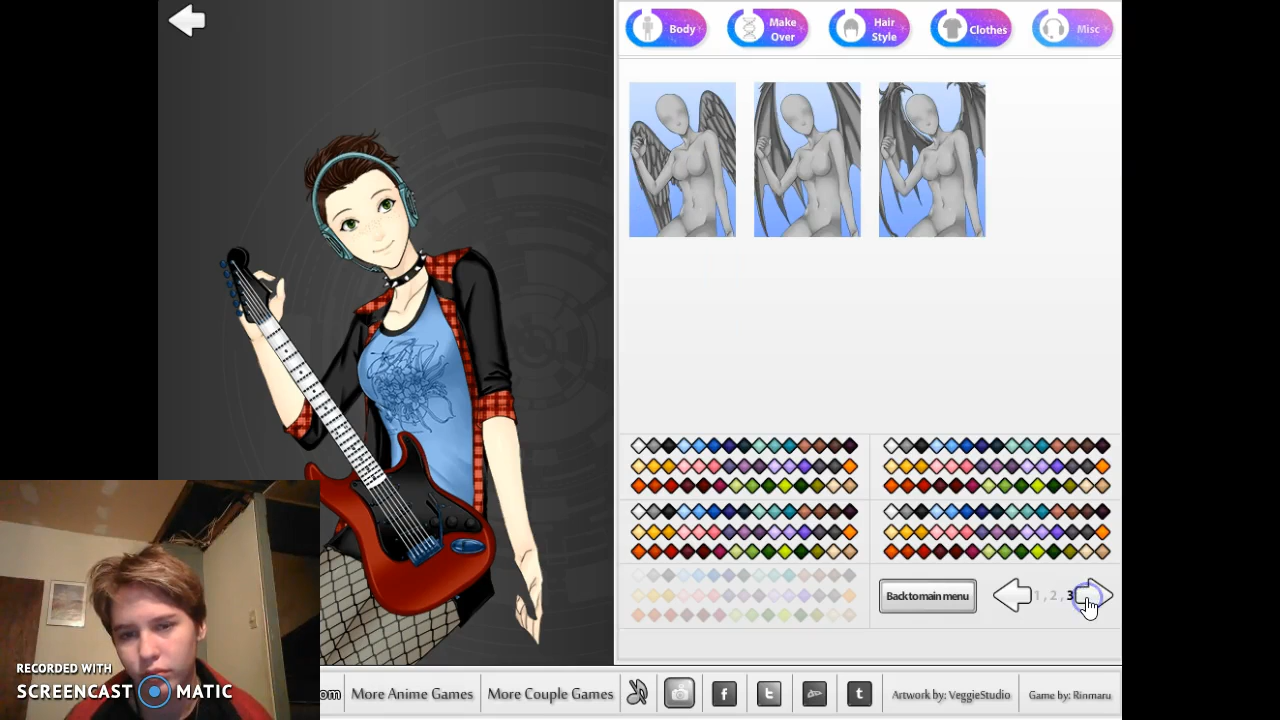 Body
Make
Over
Hair
Style
Clothes
Misc
Back to main menu
1 , 2 , 3
om
More Anime Games
More Couple Games
f
t
t
Artwork by: VeggieStudio
Game by: Rinmaru
RECORDED WITH
SCREENCAST MATIC